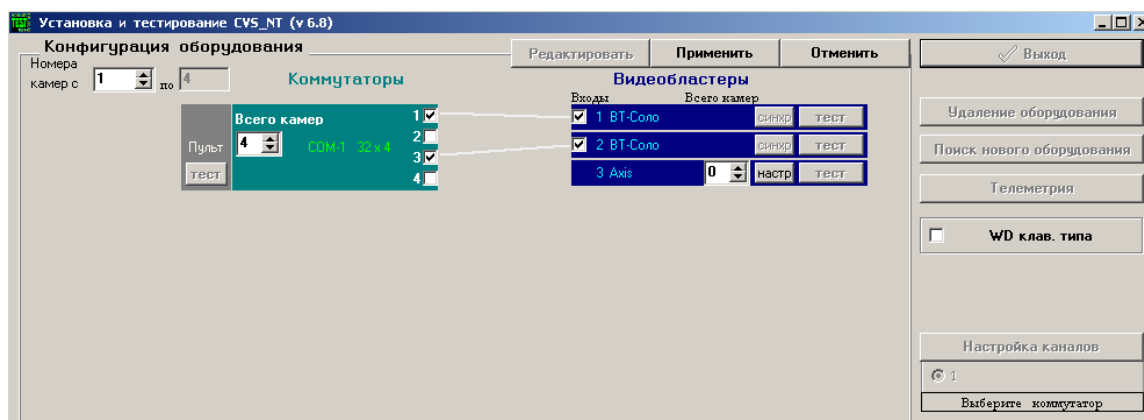 TEST
Установка и тестирование CVS_NT (v 6.8)
Конфигурация оборудования
Редактировать Применить Отменить
Выход
Номера
камер с 1 по 4
Коммутаторы
Видеобластеры
Входы Всего камер
Всего камер
4
Пульт
тест
COM-1 32 x 4
1
2
3
4
1 BT-Соло синхр тест
2 BT-Соло синхр тест
3 Axis 0 настр тест
Удаление оборудования
Поиск нового оборудования
Телеметрия
WD клав. типа
Настройка каналов
1
Выберите коммутатор